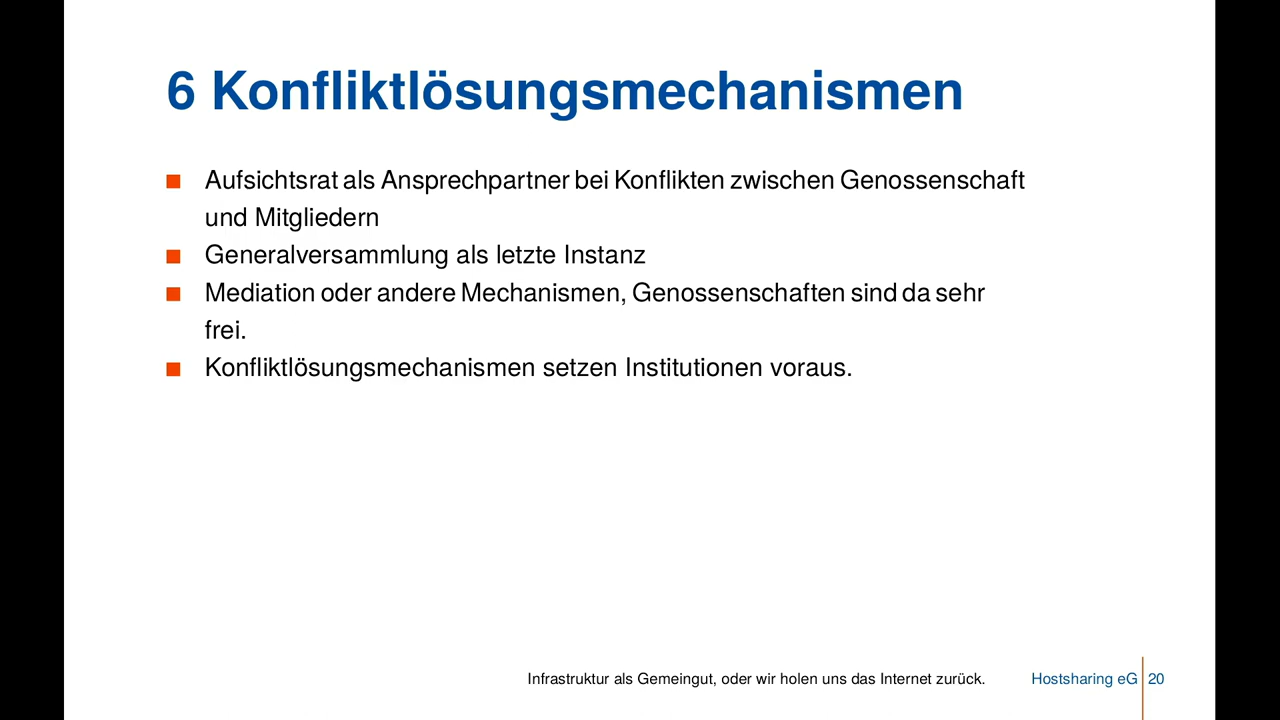 6 Konfliktlösungsmechanismen
Aufsichtsrat als Ansprechpartner bei Konflikten zwischen Genossenschaft
und Mitgliedern
Generalversammlung als letzte Instanz
Mediation oder andere Mechanismen, Genossenschaften sind da sehr
frei.
Konfliktlösungsmechanismen setzen Institutionen voraus.
Infrastruktur als Gemeingut, oder wir holen uns das Internet zurück. Hostsharing eG 20